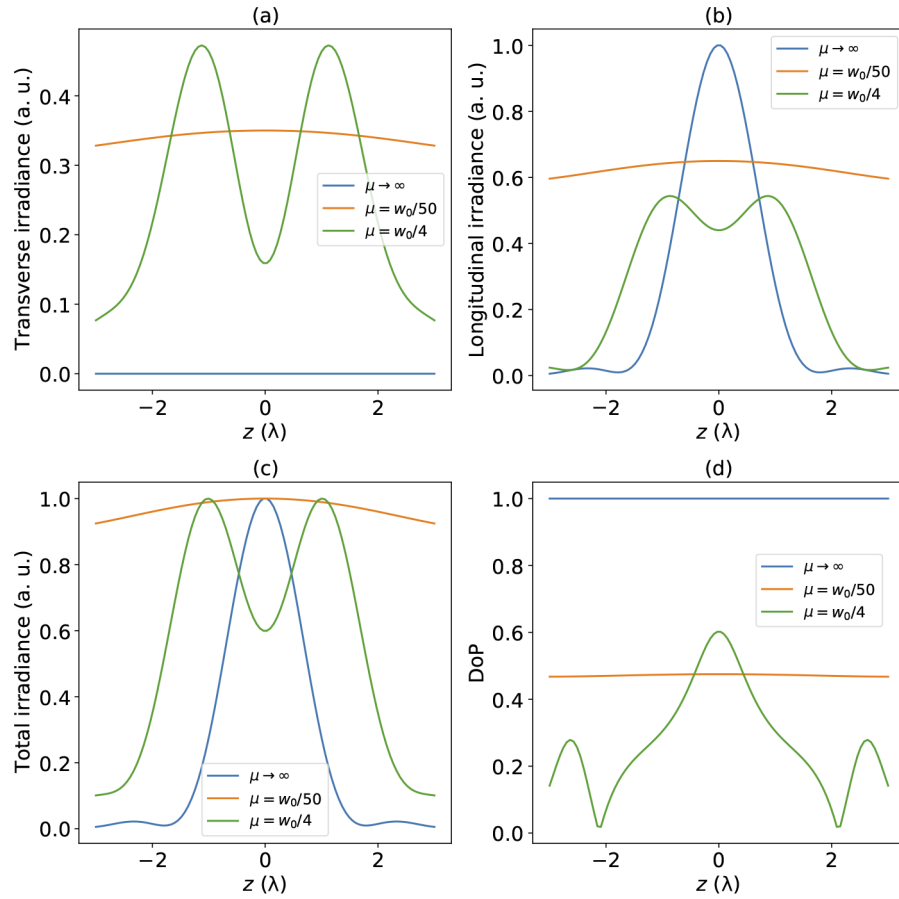 (a)
Transverse irradiance (a. u.)
0.4
0.3
0.2
0.1
0.0
μ → ∞
μ = w₀/50
μ = w₀/4
−2 0 2
z (λ)
(b)
Longitudinal irradiance (a. u.)
1.0
0.8
0.6
0.4
0.2
0.0
μ → ∞
μ = w₀/50
μ = w₀/4
−2 0 2
z (λ)
(c)
Total irradiance (a. u.)
1.0
0.8
0.6
0.4
0.2
0.0
μ → ∞
μ = w₀/50
μ = w₀/4
−2 0 2
z (λ)
(d)
DoP
1.0
0.8
0.6
0.4
0.2
0.0
μ → ∞
μ = w₀/50
μ = w₀/4
−2 0 2
z (λ)